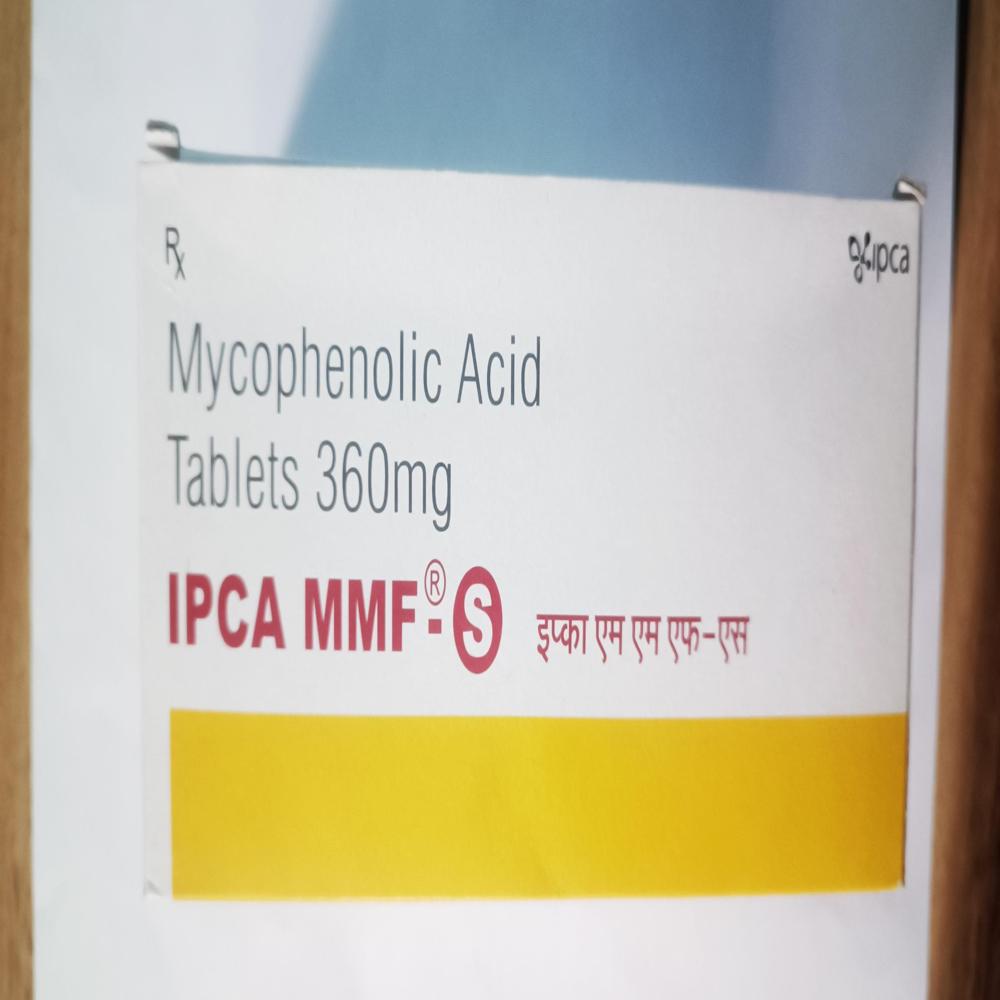 Rx
ipca
Mycophenolic Acid
Tablets 360mg
IPCA MMF®-S इप्का एम एम एफ-एस